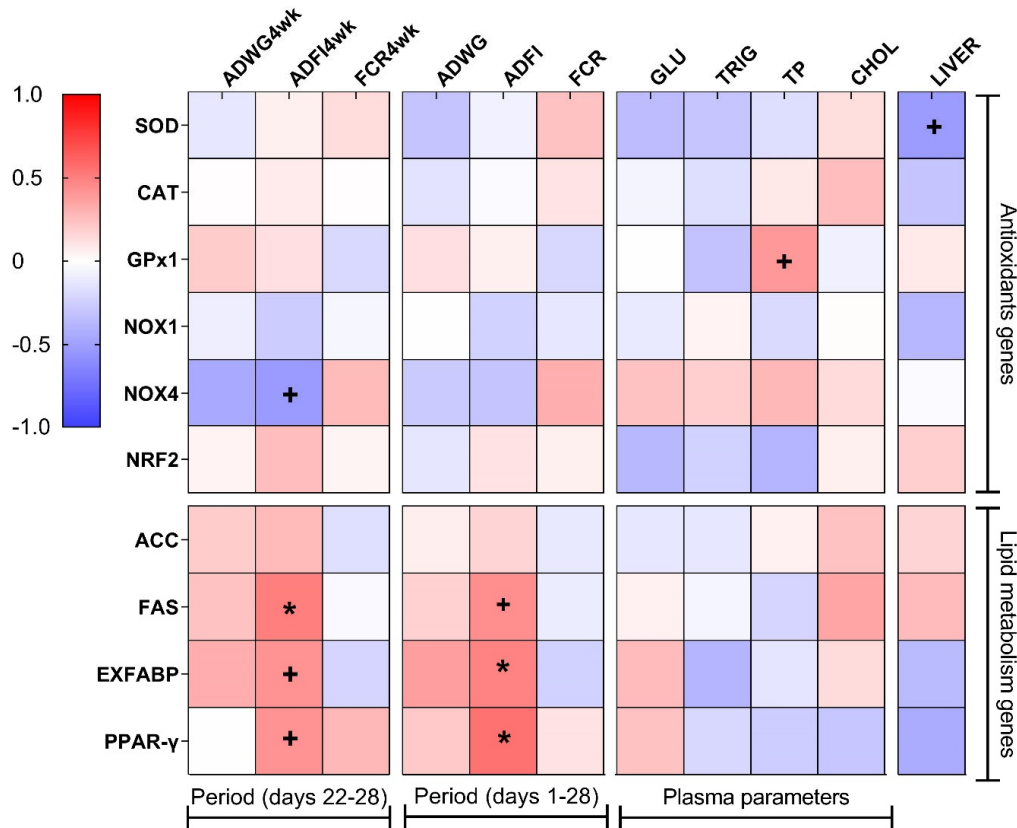 ADWG4wk ADFI4wk FCR4wk ADWG ADFI FCR GLU TRIG TP CHOL LIVER
1.0
0.5
0
-0.5
-1.0
SOD +
CAT
GPx1 +
NOX1
NOX4 +
NRF2
Antioxidants genes
ACC
FAS * +
EXFABP + *
PPAR-γ + *
Lipid metabolism genes
Period (days 22-28) Period (days 1-28) Plasma parameters